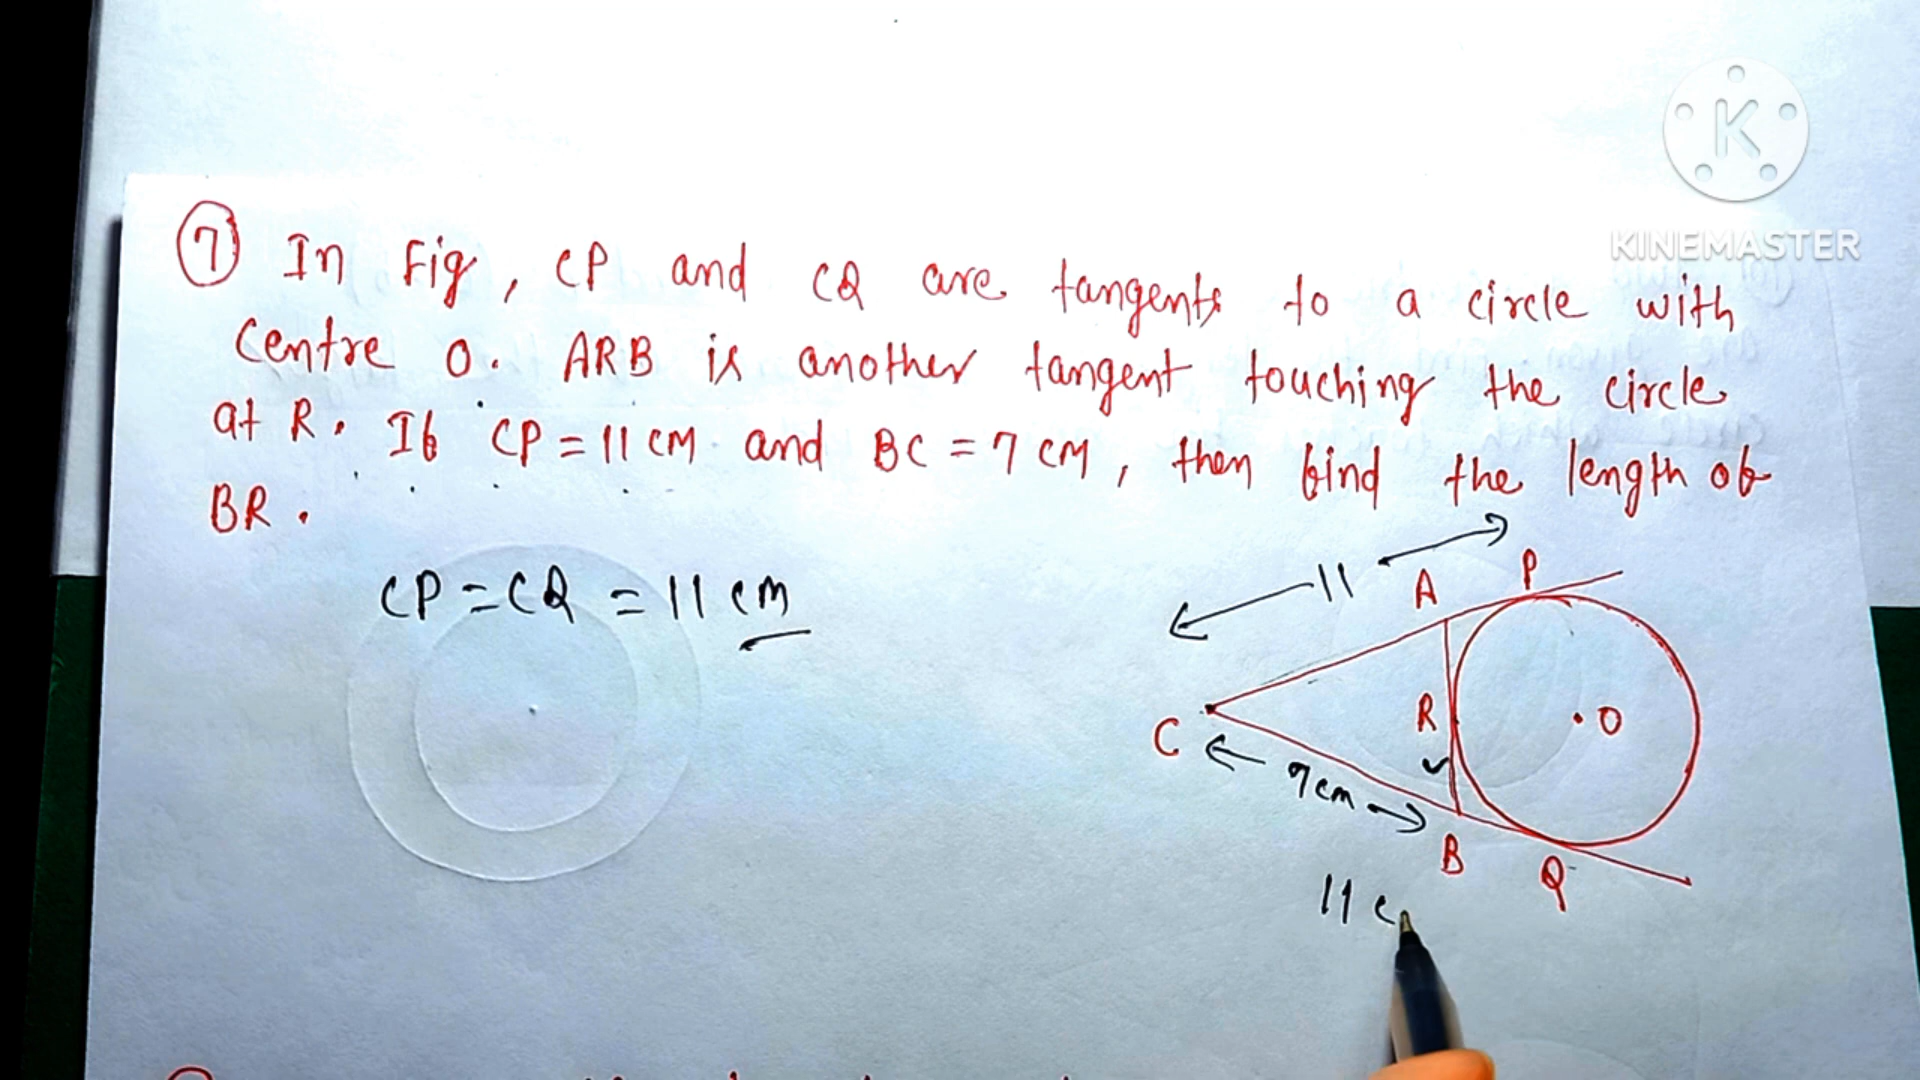 K
KINEMASTER
7 In Fig, CP and CQ are tangents to a circle with
centre O. ARB is another tangent touching the circle
at R. If CP = 11 CM and BC = 7 CM, then find the length of
BR.
CP = CQ = 11 cm
11
A
P
R
O
C
7cm
B
Q
11 c